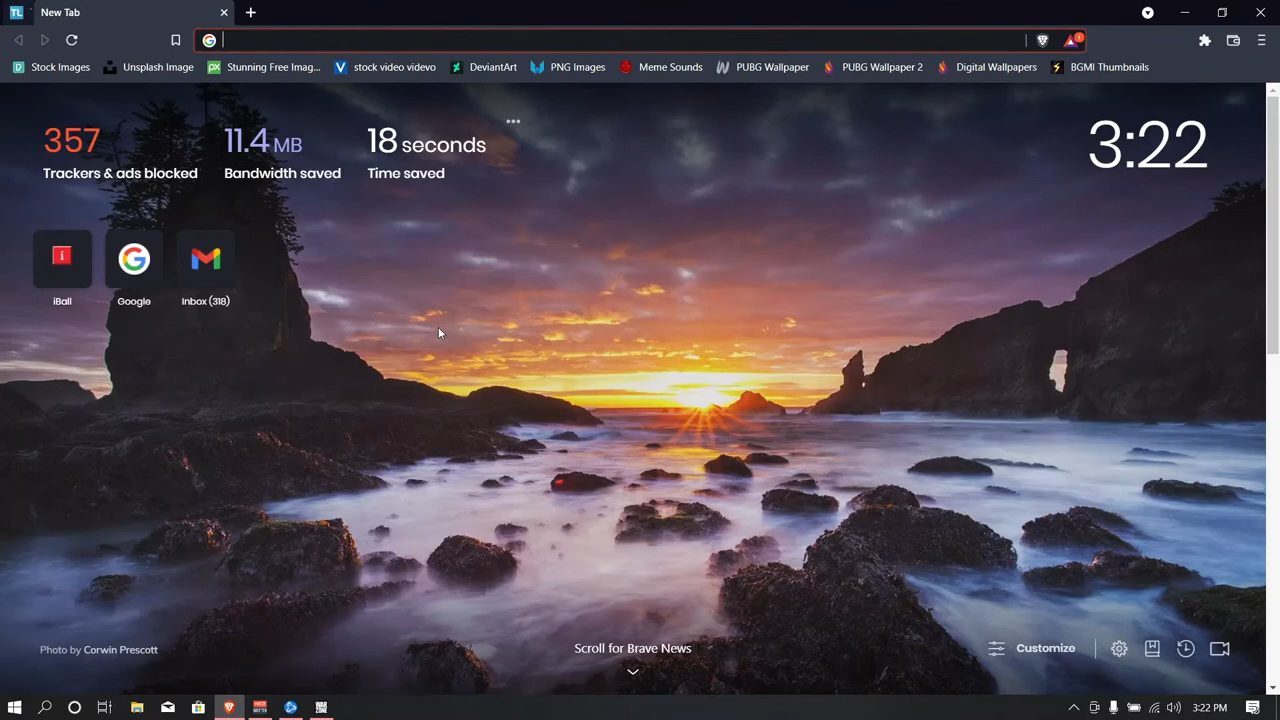 TL New Tab
Stock Images Unsplash Image Stunning Free Imag... stock video videvo DeviantArt PNG Images Meme Sounds PUBG Wallpaper PUBG Wallpaper 2 Digital Wallpapers BGMI Thumbnails
357 11.4 MB 18 seconds
Trackers & ads blocked Bandwidth saved Time saved
3:22
iBall Google Inbox (318)
Photo by Corwin Prescott
Scroll for Brave News
Customize
3:22 PM